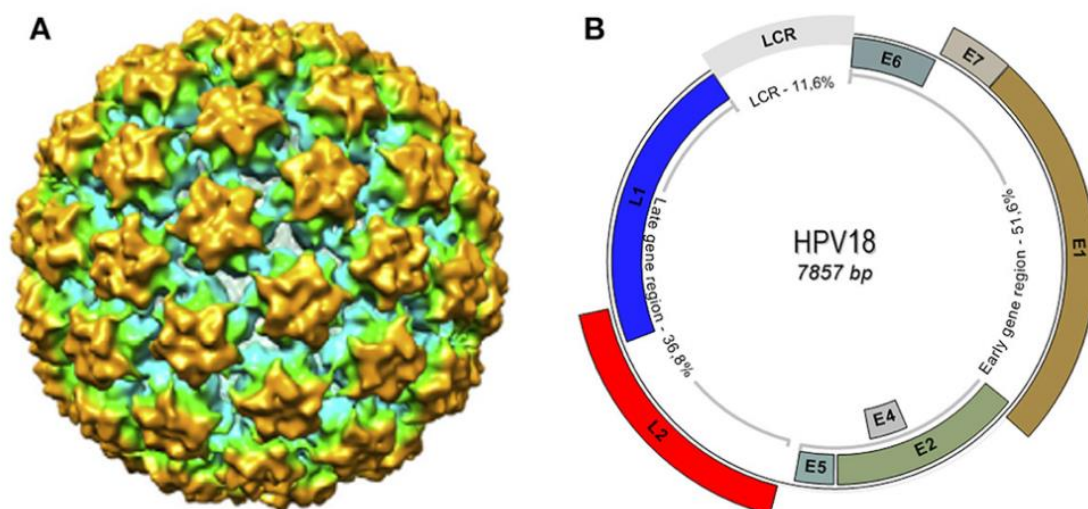 A
B
LCR
E6
E7
LCR - 11,6%
L1
Late gene region - 36,8%
HPV18
7857 bp
Early gene region - 51,6%
E1
E4
E2
E5
L2